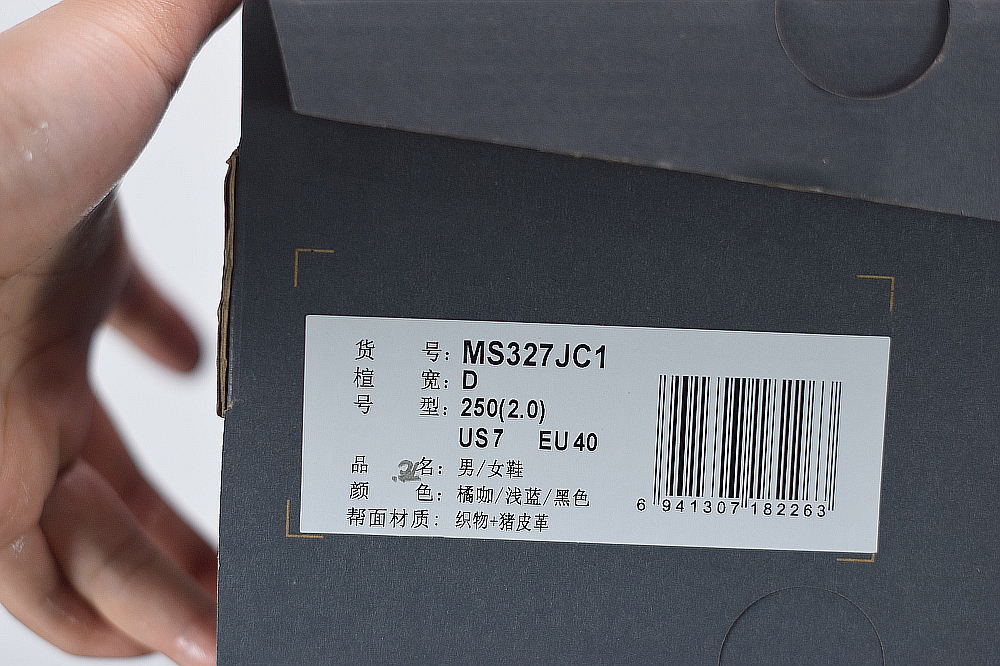 货 号: MS327JC1
楦 宽: D
号 型: 250(2.0)
US7 EU40
品 名: 男/女鞋
颜 色: 橘咖/浅蓝/黑色
帮面材质: 织物+猪皮革
6 941307 182263